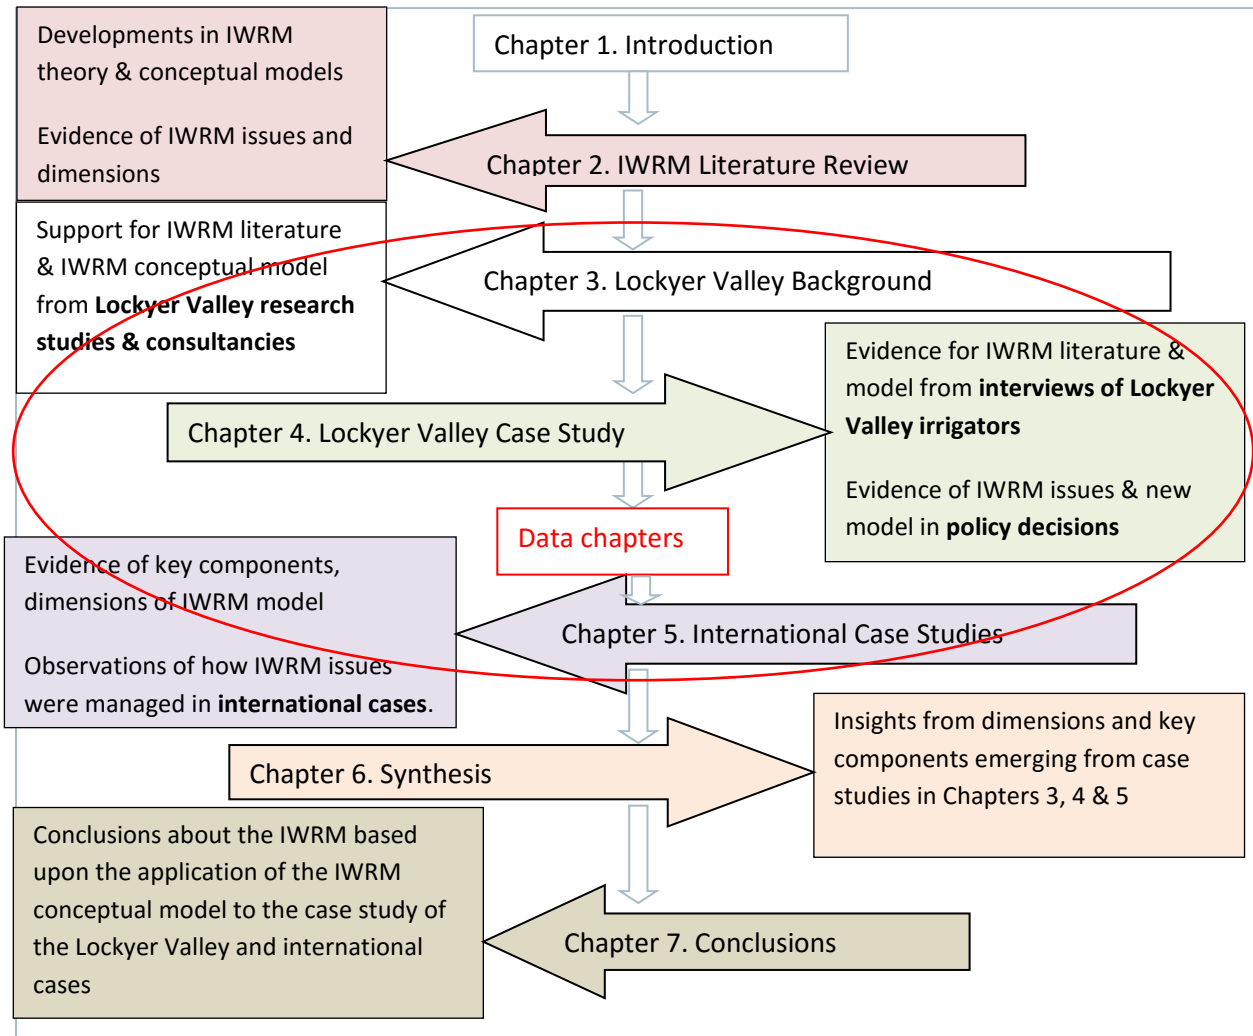 Chapter 1. Introduction
Developments in IWRM
theory & conceptual models
Evidence of IWRM issues and
dimensions
Chapter 2. IWRM Literature Review
Support for IWRM literature
& IWRM conceptual model
from Lockyer Valley research
studies & consultancies
Chapter 3. Lockyer Valley Background
Chapter 4. Lockyer Valley Case Study
Evidence for IWRM literature &
model from interviews of Lockyer
Valley irrigators
Evidence of IWRM issues & new
model in policy decisions
Data chapters
Evidence of key components,
dimensions of IWRM model
Observations of how IWRM issues
were managed in international cases.
Chapter 5. International Case Studies
Chapter 6. Synthesis
Insights from dimensions and key
components emerging from case
studies in Chapters 3, 4 & 5
Conclusions about the IWRM based
upon the application of the IWRM
conceptual model to the case study of
the Lockyer Valley and international
cases
Chapter 7. Conclusions